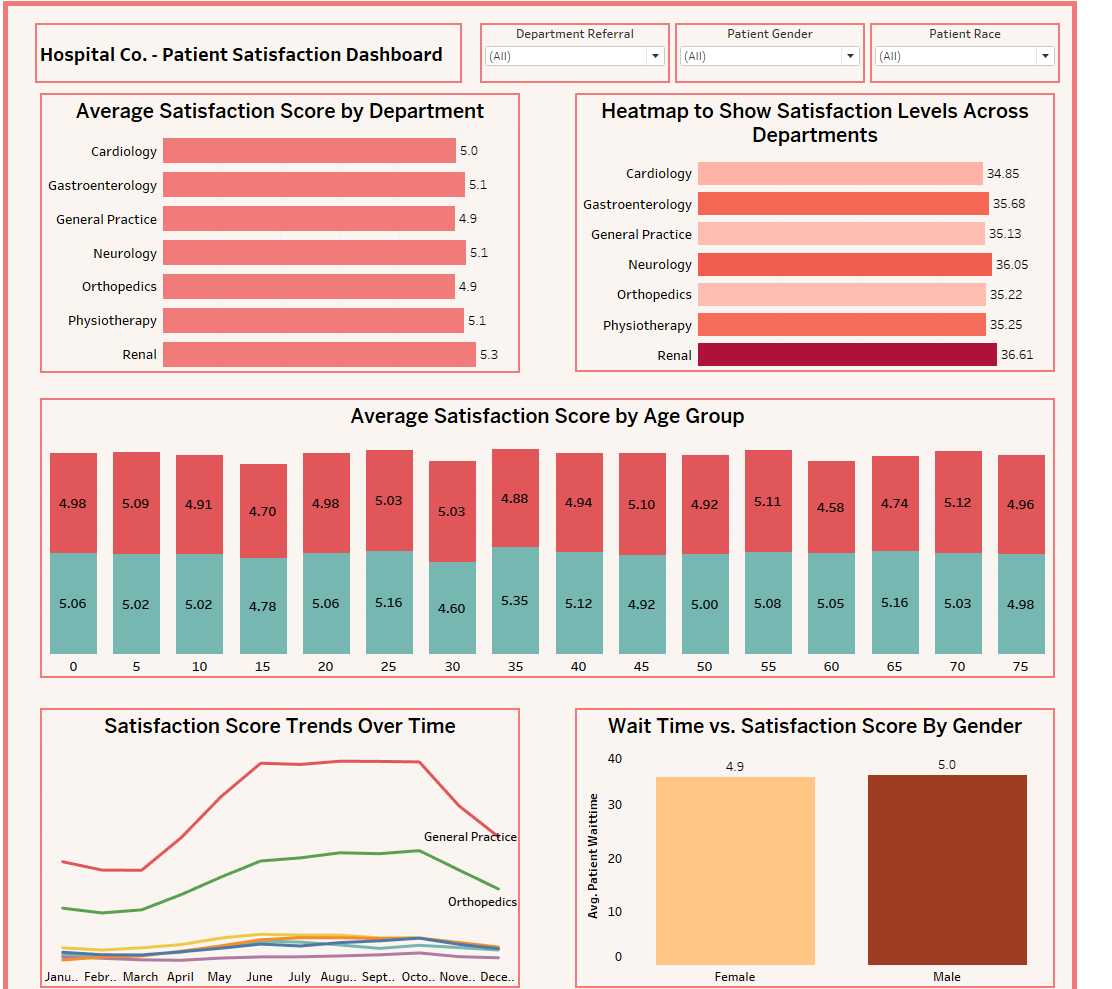 Hospital Co. - Patient Satisfaction Dashboard
Department Referral
(All)
Patient Gender
(All)
Patient Race
(All)
Average Satisfaction Score by Department
Cardiology 5.0
Gastroenterology 5.1
General Practice 4.9
Neurology 5.1
Orthopedics 4.9
Physiotherapy 5.1
Renal 5.3
Heatmap to Show Satisfaction Levels Across
Departments
Cardiology 34.85
Gastroenterology 35.68
General Practice 35.13
Neurology 36.05
Orthopedics 35.22
Physiotherapy 35.25
Renal 36.61
Average Satisfaction Score by Age Group
4.98 5.09 4.91 4.70 4.98 5.03 5.03 4.88 4.94 5.10 4.92 5.11 4.58 4.74 5.12 4.96
5.06 5.02 5.02 4.78 5.06 5.16 4.60 5.35 5.12 4.92 5.00 5.08 5.05 5.16 5.03 4.98
0 5 10 15 20 25 30 35 40 45 50 55 60 65 70 75
Satisfaction Score Trends Over Time
General Practice
Orthopedics
Janu.. Febr.. March April May June July Augu.. Sept.. Octo.. Nove.. Dece..
Wait Time vs. Satisfaction Score By Gender
Avg. Patient Waittime
40
30
20
10
0
4.9 5.0
Female Male